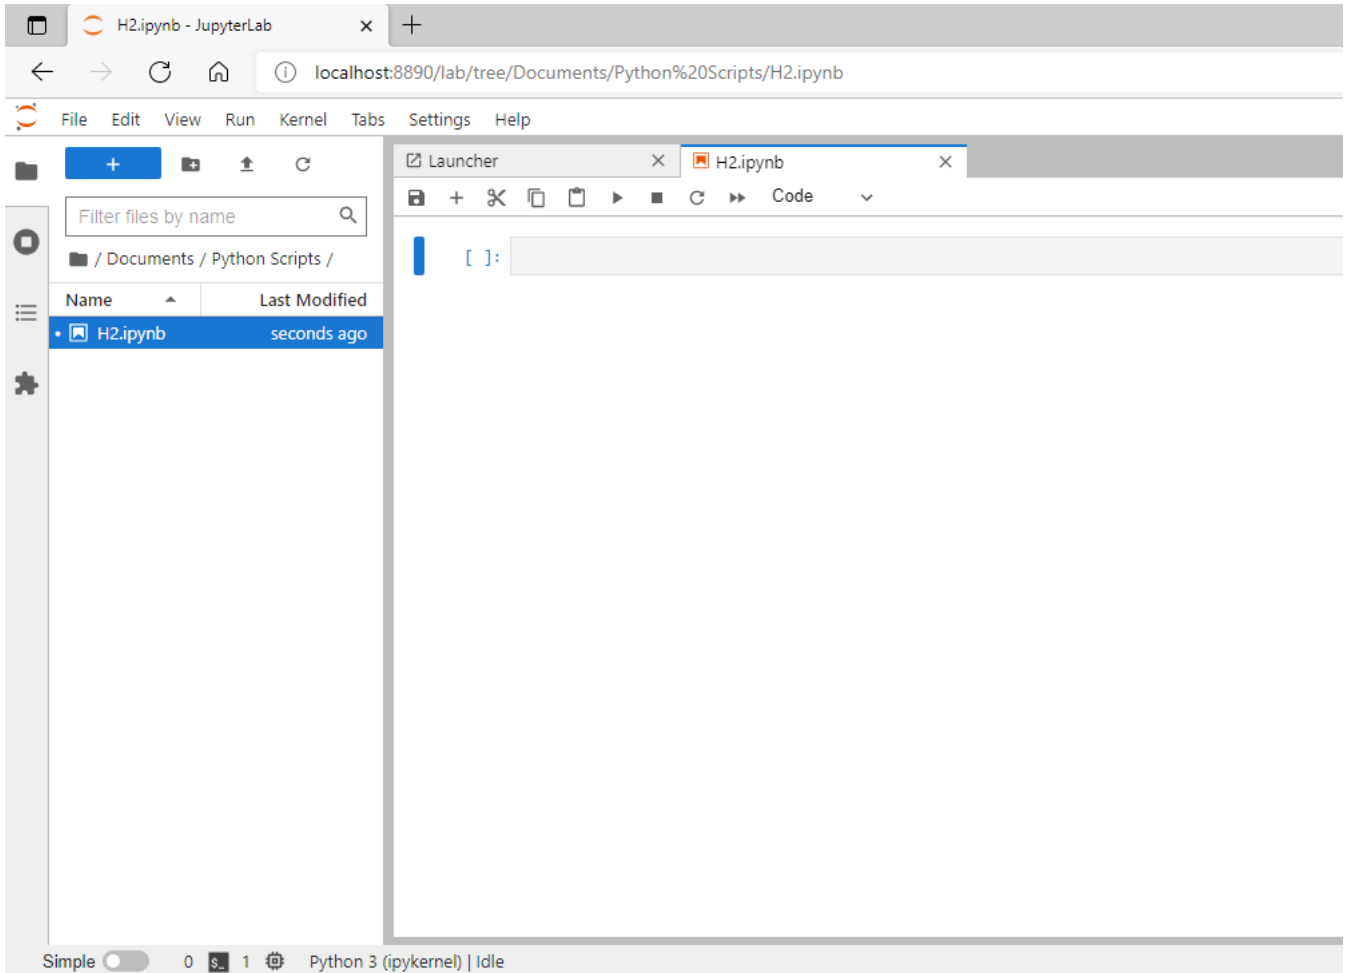 H2.ipynb - JupyterLab
localhost:8890/lab/tree/Documents/Python%20Scripts/H2.ipynb
File Edit View Run Kernel Tabs Settings Help
Launcher H2.ipynb
Code
Filter files by name
/ Documents / Python Scripts /
[ ]:
Name Last Modified
H2.ipynb seconds ago
Simple 0 $_ 1 Python 3 (ipykernel) | Idle